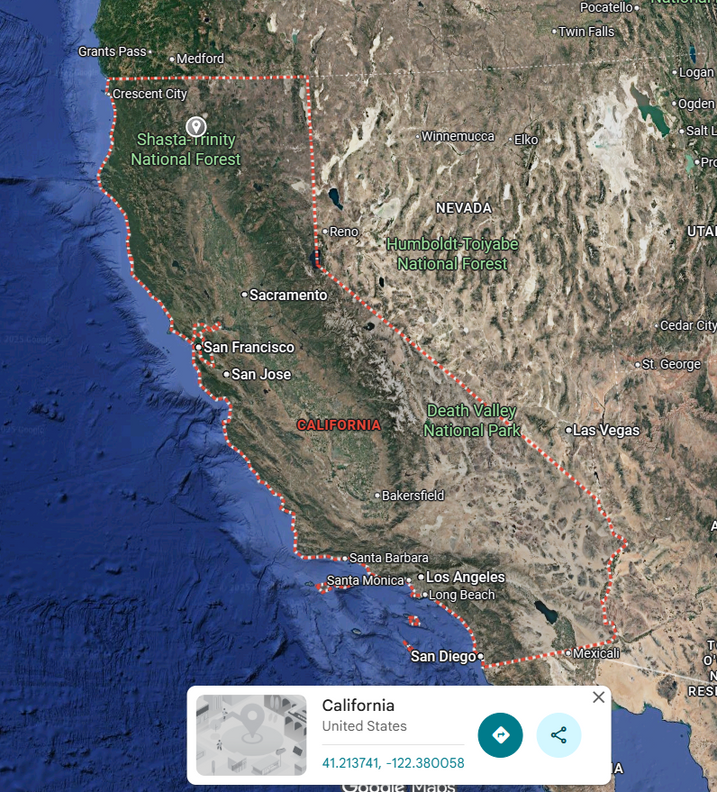 Pocatello
Twin Falls
Grants Pass
Medford
Logan
Crescent City
Ogden
Salt L
Winnemucca
Elko
Shasta-Trinity
National Forest
Pro
NEVADA
Reno
UTA
Humboldt-Toiyabe
National Forest
Sacramento
Cedar City
San Francisco
St. George
San Jose
Death Valley
National Park
CALIFORNIA
Las Vegas
Bakersfield
Santa Barbara
Santa Monica
Los Angeles
Long Beach
San Diego
Mexicali
California
United States
41.213741, -122.380058